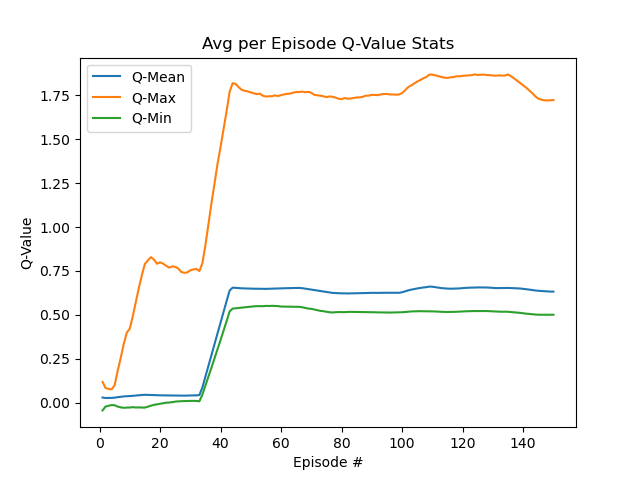 Avg per Episode Q-Value Stats
Q-Mean
Q-Max
Q-Min
Q-Value
1.75
1.50
1.25
1.00
0.75
0.50
0.25
0.00
0 20 40 60 80 100 120 140
Episode #